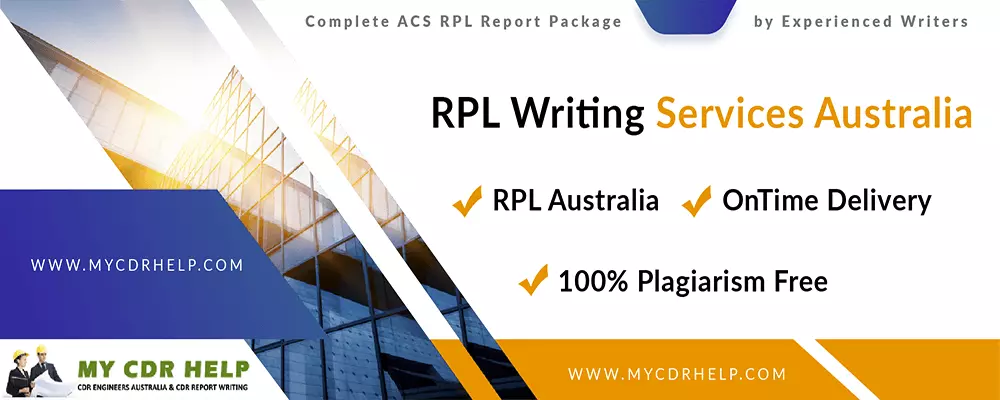 Complete ACS RPL Report Package by Experienced Writers
RPL Writing Services Australia
RPL Australia OnTime Delivery
100% Plagiarism Free
WWW.MYCDRHELP.COM
MY CDR HELP
CDR ENGINEERS AUSTRALIA & CDR REPORT WRITING
WWW.MYCDRHELP.COM